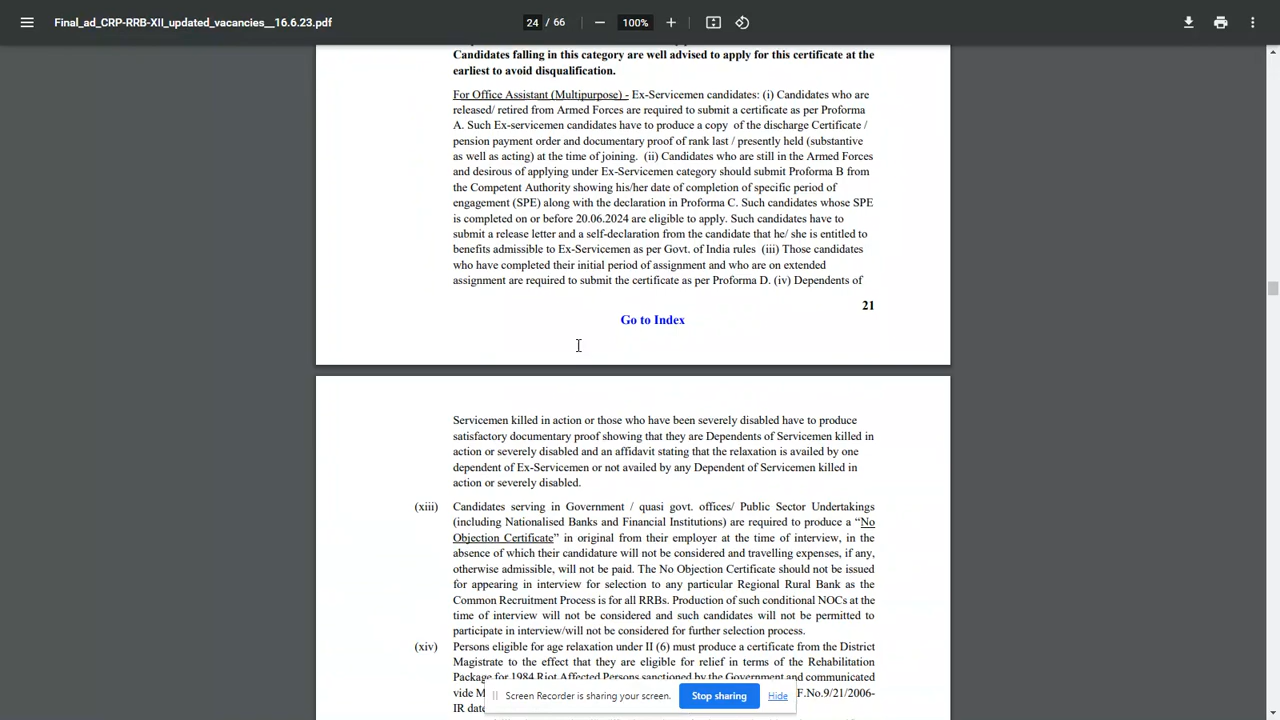 Final_ad_CRP-RRB-XII_updated_vacancies__16.6.23.pdf
24 / 66
100%
Candidates falling in this category are well advised to apply for this certificate at the
earliest to avoid disqualification.
For Office Assistant (Multipurpose) - Ex-Servicemen candidates: (i) Candidates who are
released/ retired from Armed Forces are required to submit a certificate as per Proforma
A. Such Ex-servicemen candidates have to produce a copy of the discharge Certificate /
pension payment order and documentary proof of rank last / presently held (substantive
as well as acting) at the time of joining. (ii) Candidates who are still in the Armed Forces
and desirous of applying under Ex-Servicemen category should submit Proforma B from
the Competent Authority showing his/her date of completion of specific period of
engagement (SPE) along with the declaration in Proforma C. Such candidates whose SPE
is completed on or before 20.06.2024 are eligible to apply. Such candidates have to
submit a release letter and a self-declaration from the candidate that he/ she is entitled to
benefits admissible to Ex-Servicemen as per Govt. of India rules (iii) Those candidates
who have completed their initial period of assignment and who are on extended
assignment are required to submit the certificate as per Proforma D. (iv) Dependents of
21
Go to Index
Servicemen killed in action or those who have been severely disabled have to produce
satisfactory documentary proof showing that they are Dependents of Servicemen killed in
action or severely disabled and an affidavit stating that the relaxation is availed by one
dependent of Ex-Servicemen or not availed by any Dependent of Servicemen killed in
action or severely disabled.
(xiii) Candidates serving in Government / quasi govt. offices/ Public Sector Undertakings
(including Nationalised Banks and Financial Institutions) are required to produce a “No
Objection Certificate” in original from their employer at the time of interview, in the
absence of which their candidature will not be considered and travelling expenses, if any,
otherwise admissible, will not be paid. The No Objection Certificate should not be issued
for appearing in interview for selection to any particular Regional Rural Bank as the
Common Recruitment Process is for all RRBs. Production of such conditional NOCs at the
time of interview will not be considered and such candidates will not be permitted to
participate in interview/will not be considered for further selection process.
(xiv) Persons eligible for age relaxation under II (6) must produce a certificate from the District
Magistrate to the effect that they are eligible for relief in terms of the Rehabilitation
Package for 1984 Riot Affected Persons sanctioned by the Government and communicated
vide M F.No.9/21/2006-
IR date
Screen Recorder is sharing your screen. Stop sharing Hide